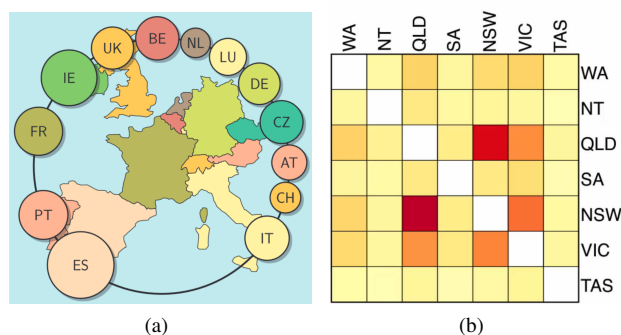 BE
UK
NL
LU
IE
DE
CZ
FR
AT
CH
PT
IT
ES
(a)
WA
NT
QLD
SA
NSW
VIC
TAS
WA
NT
QLD
SA
NSW
VIC
TAS
(b)